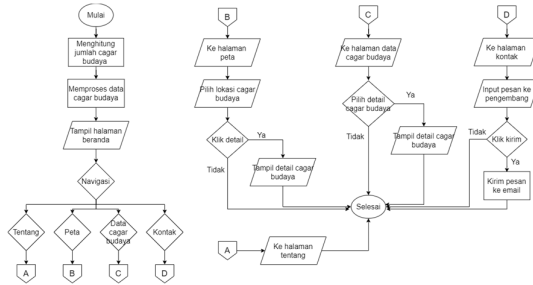 Mulai
Menghitung
jumlah cagar
budaya
Memproses data
cagar budaya
Tampil halaman
beranda
Navigasi
Tentang
Peta
Data
cagar
budaya
Kontak
A
B
C
D
B
Ke halaman
peta
Pilih lokasi cagar
budaya
Klik detail
Ya
Tidak
Tampil detail cagar
budaya
C
Ke halaman data
cagar budaya
Pilih detail
cagar budaya
Ya
Tidak
Tampil detail cagar
budaya
D
Ke halaman
kontak
Input pesan ke
pengembang
Klik kirim
Tidak
Ya
Kirim pesan
ke email
Selesai
A
Ke halaman
tentang